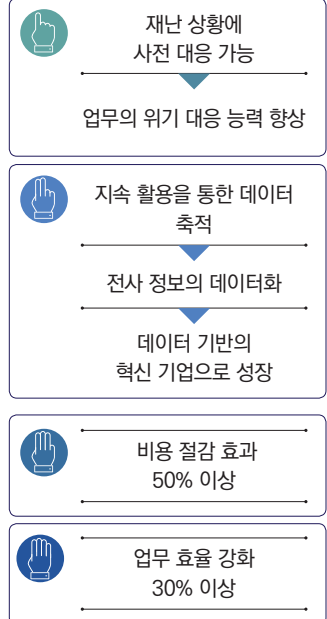 재난 상황에
사전 대응 가능
업무의 위기 대응 능력 향상
지속 활용을 통한 데이터
축적
전사 정보의 데이터화
데이터 기반의
혁신 기업으로 성장
비용 절감 효과
50% 이상
업무 효율 강화
30% 이상